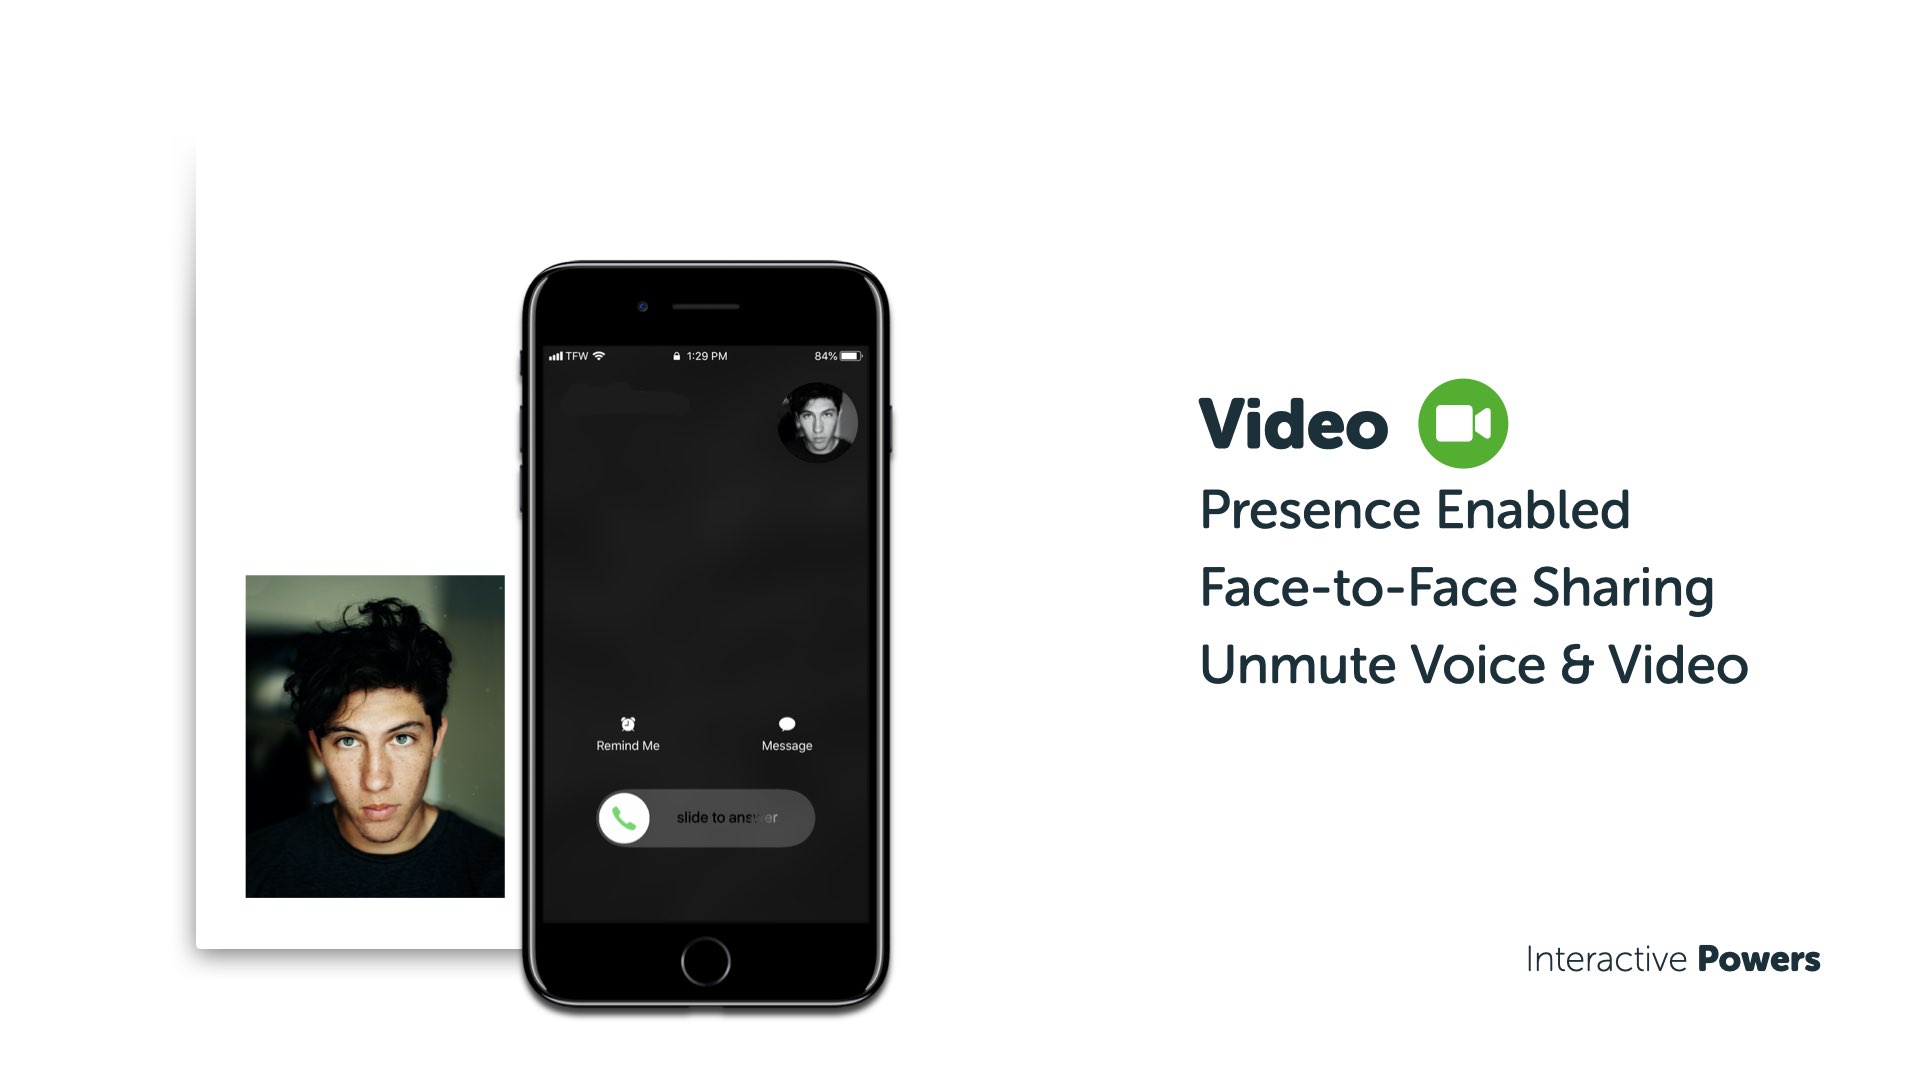 TFW 1:29 PM 84%
Remind Me Message
slide to answer
Video
Presence Enabled
Face-to-Face Sharing
Unmute Voice & Video
Interactive Powers